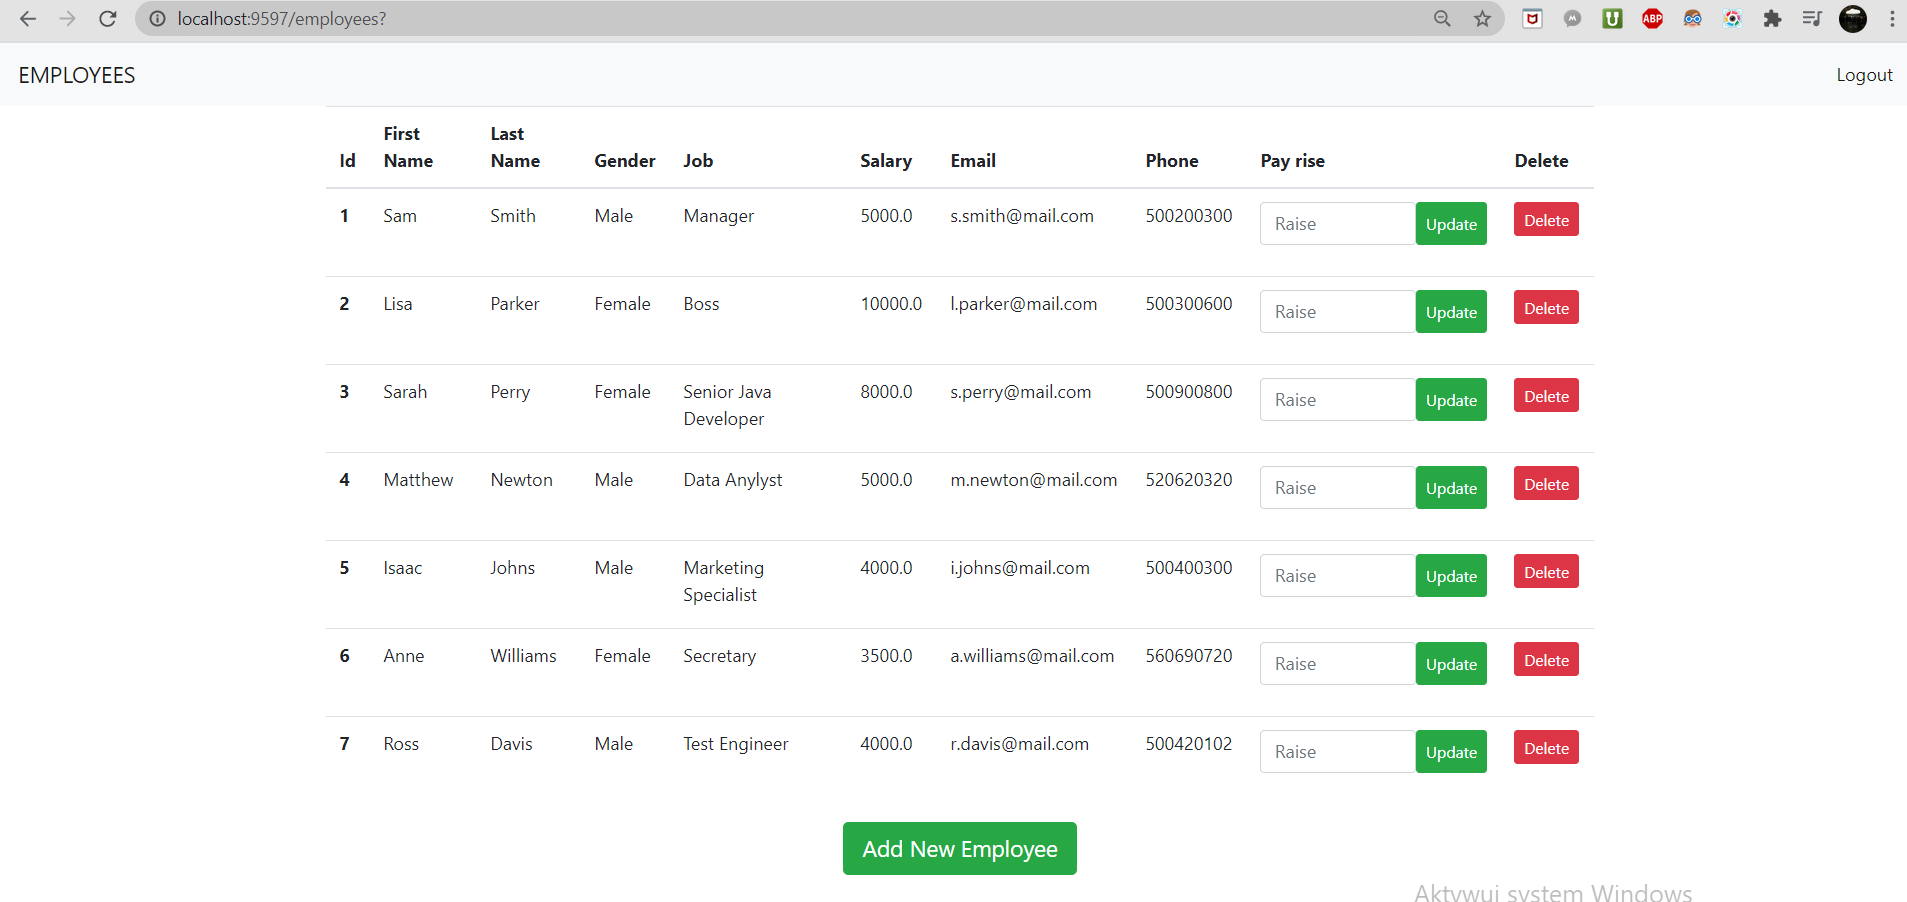 localhost:9597/employees?
ABP
EMPLOYEES Logout
Id First Name Last Name Gender Job Salary Email Phone Pay rise Delete
1 Sam Smith Male Manager 5000.0 s.smith@mail.com 500200300 Raise Update Delete
2 Lisa Parker Female Boss 10000.0 l.parker@mail.com 500300600 Raise Update Delete
3 Sarah Perry Female Senior Java Developer 8000.0 s.perry@mail.com 500900800 Raise Update Delete
4 Matthew Newton Male Data Anylyst 5000.0 m.newton@mail.com 520620320 Raise Update Delete
5 Isaac Johns Male Marketing Specialist 4000.0 i.johns@mail.com 500400300 Raise Update Delete
6 Anne Williams Female Secretary 3500.0 a.williams@mail.com 560690720 Raise Update Delete
7 Ross Davis Male Test Engineer 4000.0 r.davis@mail.com 500420102 Raise Update Delete
Add New Employee
Aktywuj system Windows